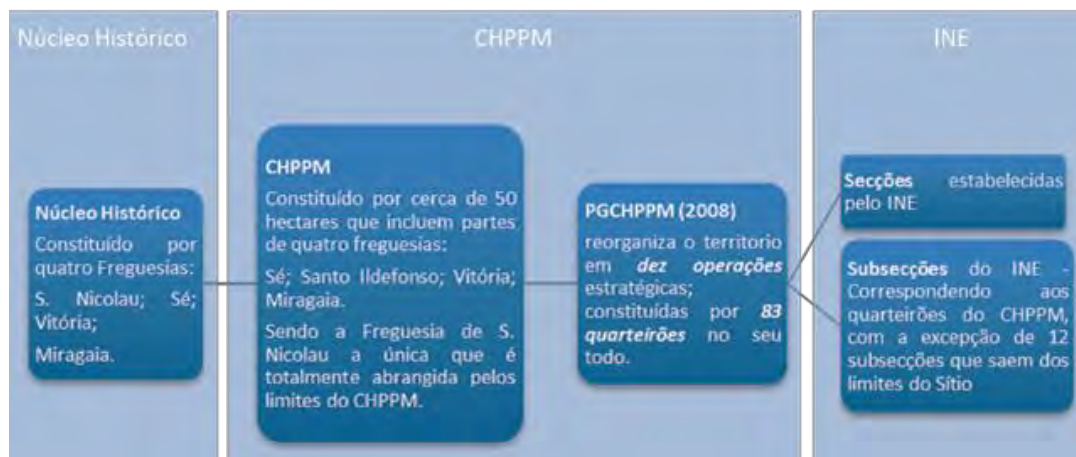 Núcleo Histórico
CHPPM
INE
Núcleo Histórico
Constituído por
quatro Freguesias:
S. Nicolau; Sé;
Vitória;
Miragaia.
CHPPM
Constituído por cerca de 50
hectares que incluem partes
de quatro freguesias:
Sé; Santo Ildefonso; Vitória;
Miragaia.
Sendo a Freguesia de S.
Nicolau a única que é
totalmente abrangida pelos
limites do CHPPM.
PGCHPPM (2008)
reorganiza o territorio
em dez operações
estratégicas;
constituídas por 83
quarteirões no seu
todo.
Secções estabelecidas
pelo INE
Subsecções do INE -
Correspondendo aos
quarteirões do CHPPM,
com a excepção de 12
subsecções que saem dos
limites do Sítio